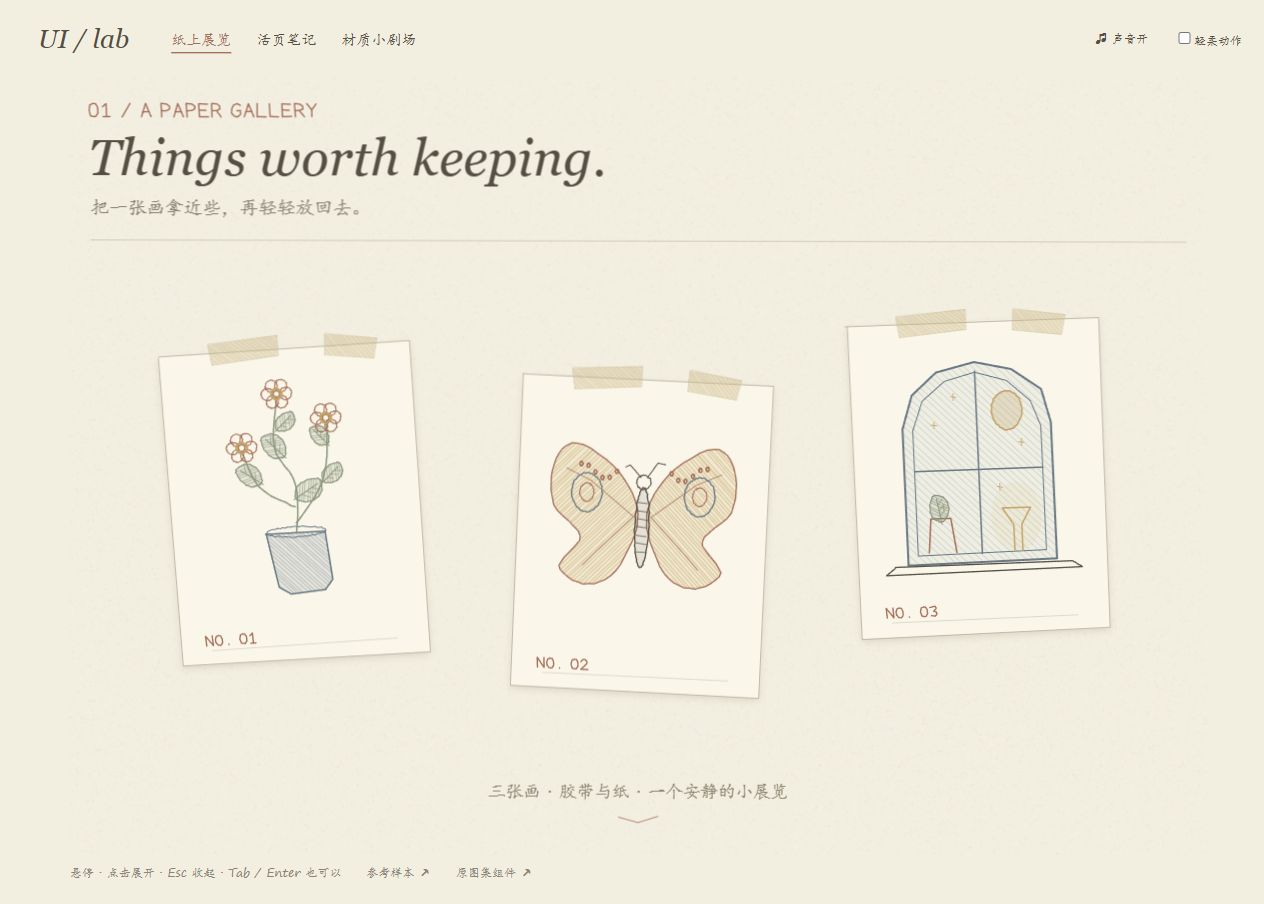 UI / lab 纸上展览 活页笔记 材质小剧场 ♫ 声音开 轻柔动作
01 / A PAPER GALLERY
Things worth keeping.
把一张画拿近些，再轻轻放回去。
NO. 01
NO. 02
NO. 03
三张画 · 胶带与纸 · 一个安静的小展览
悬停 · 点击展开 · Esc 收起 · Tab / Enter 也可以 参考样本 ↗ 原图集组件 ↗